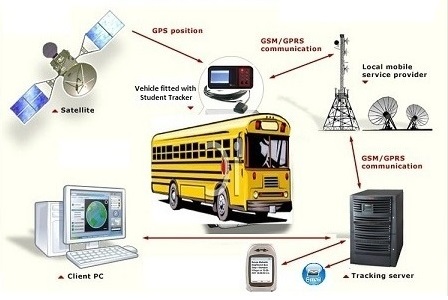 GPS position
GSM/GPRS
communication
Local mobile
service provider
Vehicle fitted with
Student Tracker
Satellite
GSM/GPRS
communication
Client PC
Tracking server